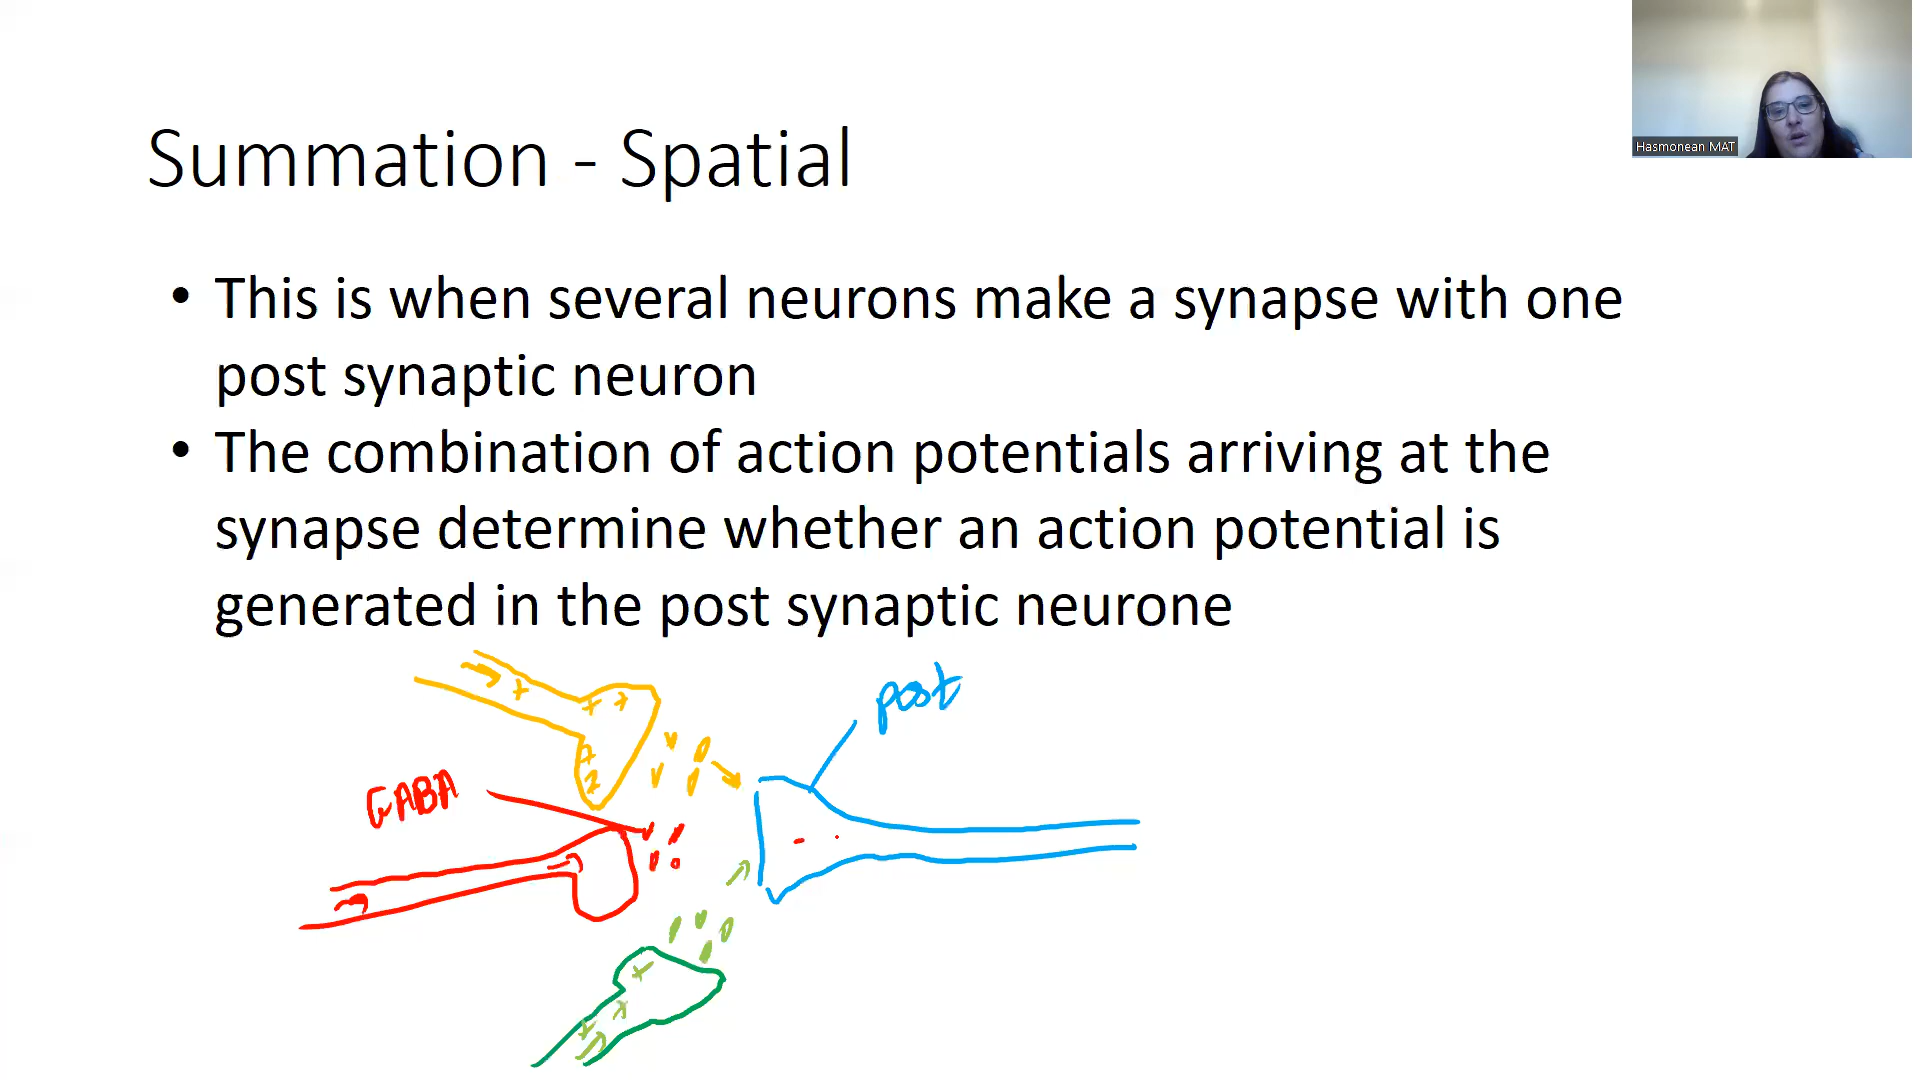 Hasmonean MAT
Summation - Spatial
• This is when several neurons make a synapse with one
post synaptic neuron
• The combination of action potentials arriving at the
synapse determine whether an action potential is
generated in the post synaptic neurone
post
GABA